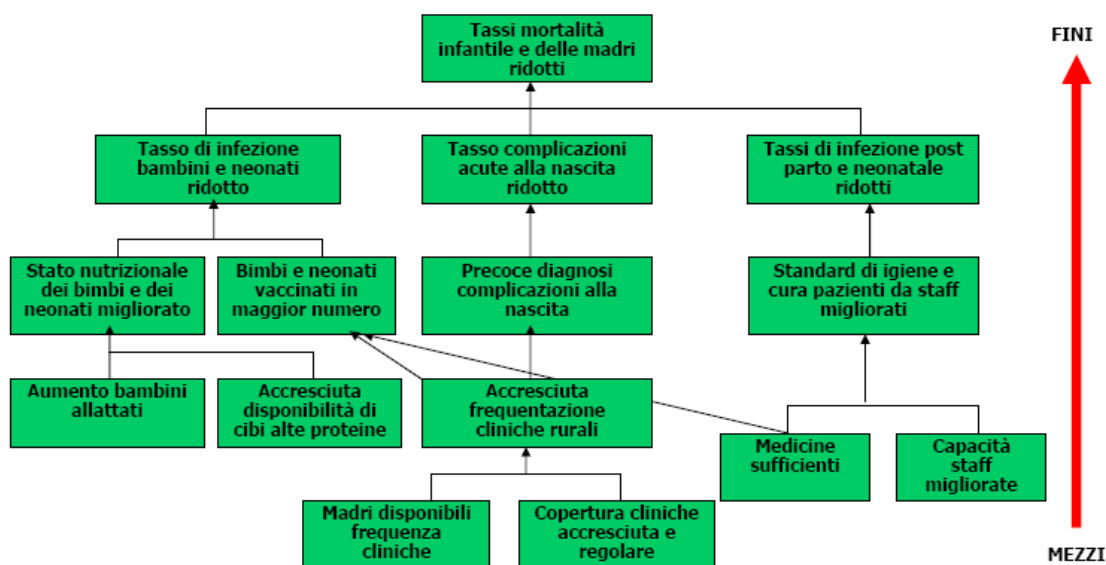 Tassi mortalità
infantile e delle madri
ridotti
FINI
Tasso di infezione
bambini e neonati
ridotto
Tasso complicazioni
acute alla nascita
ridotto
Tassi di infezione post
parto e neonatale
ridotti
Stato nutrizionale
dei bimbi e dei
neonati migliorato
Bimbi e neonati
vaccinati in
maggior numero
Precoce diagnosi
complicazioni alla
nascita
Standard di igiene e
cura pazienti da staff
migliorati
Aumento bambini
allattati
Accresciuta
disponibilità di
cibi alte proteine
Accresciuta
frequentazione
cliniche rurali
Medicine
sufficienti
Capacità
staff
migliorate
Madri disponibili
frequenza
cliniche
Copertura cliniche
accresciuta e
regolare
MEZZI